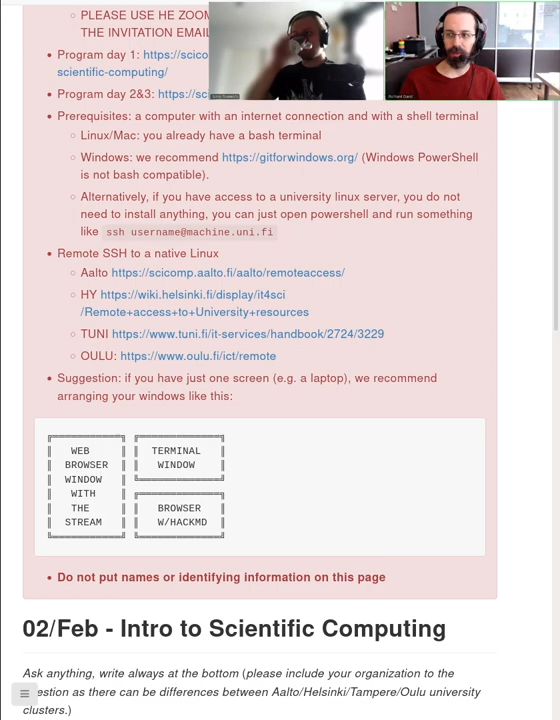 PLEASE USE HE ZOOM
THE INVITATION EMAIL
Program day 1: https://scico
scientific-computing/
Program day 2&3: https://sci
Prerequisites: a computer with an internet connection and with a shell terminal
Linux/Mac: you already have a bash terminal
Windows: we recommend https://gitforwindows.org/ (Windows PowerShell
is not bash compatible).
Alternatively, if you have access to a university linux server, you do not
need to install anything, you can just open powershell and run something
like ssh username@machine.uni.fi
Remote SSH to a native Linux
Aalto https://scicomp.aalto.fi/aalto/remoteaccess/
HY https://wiki.helsinki.fi/display/it4sci
/Remote+access+to+University+resources
TUNI https://www.tuni.fi/it-services/handbook/2724/3229
OULU: https://www.oulu.fi/ict/remote
Suggestion: if you have just one screen (e.g. a laptop), we recommend
arranging your windows like this:
WEB TERMINAL
BROWSER WINDOW
WINDOW
WITH
THE BROWSER
STREAM W/HACKMD
Do not put names or identifying information on this page
02/Feb - Intro to Scientific Computing
Ask anything, write always at the bottom (please include your organization to the
estion as there can be differences between Aalto/Helsinki/Tampere/Oulu university
clusters.)